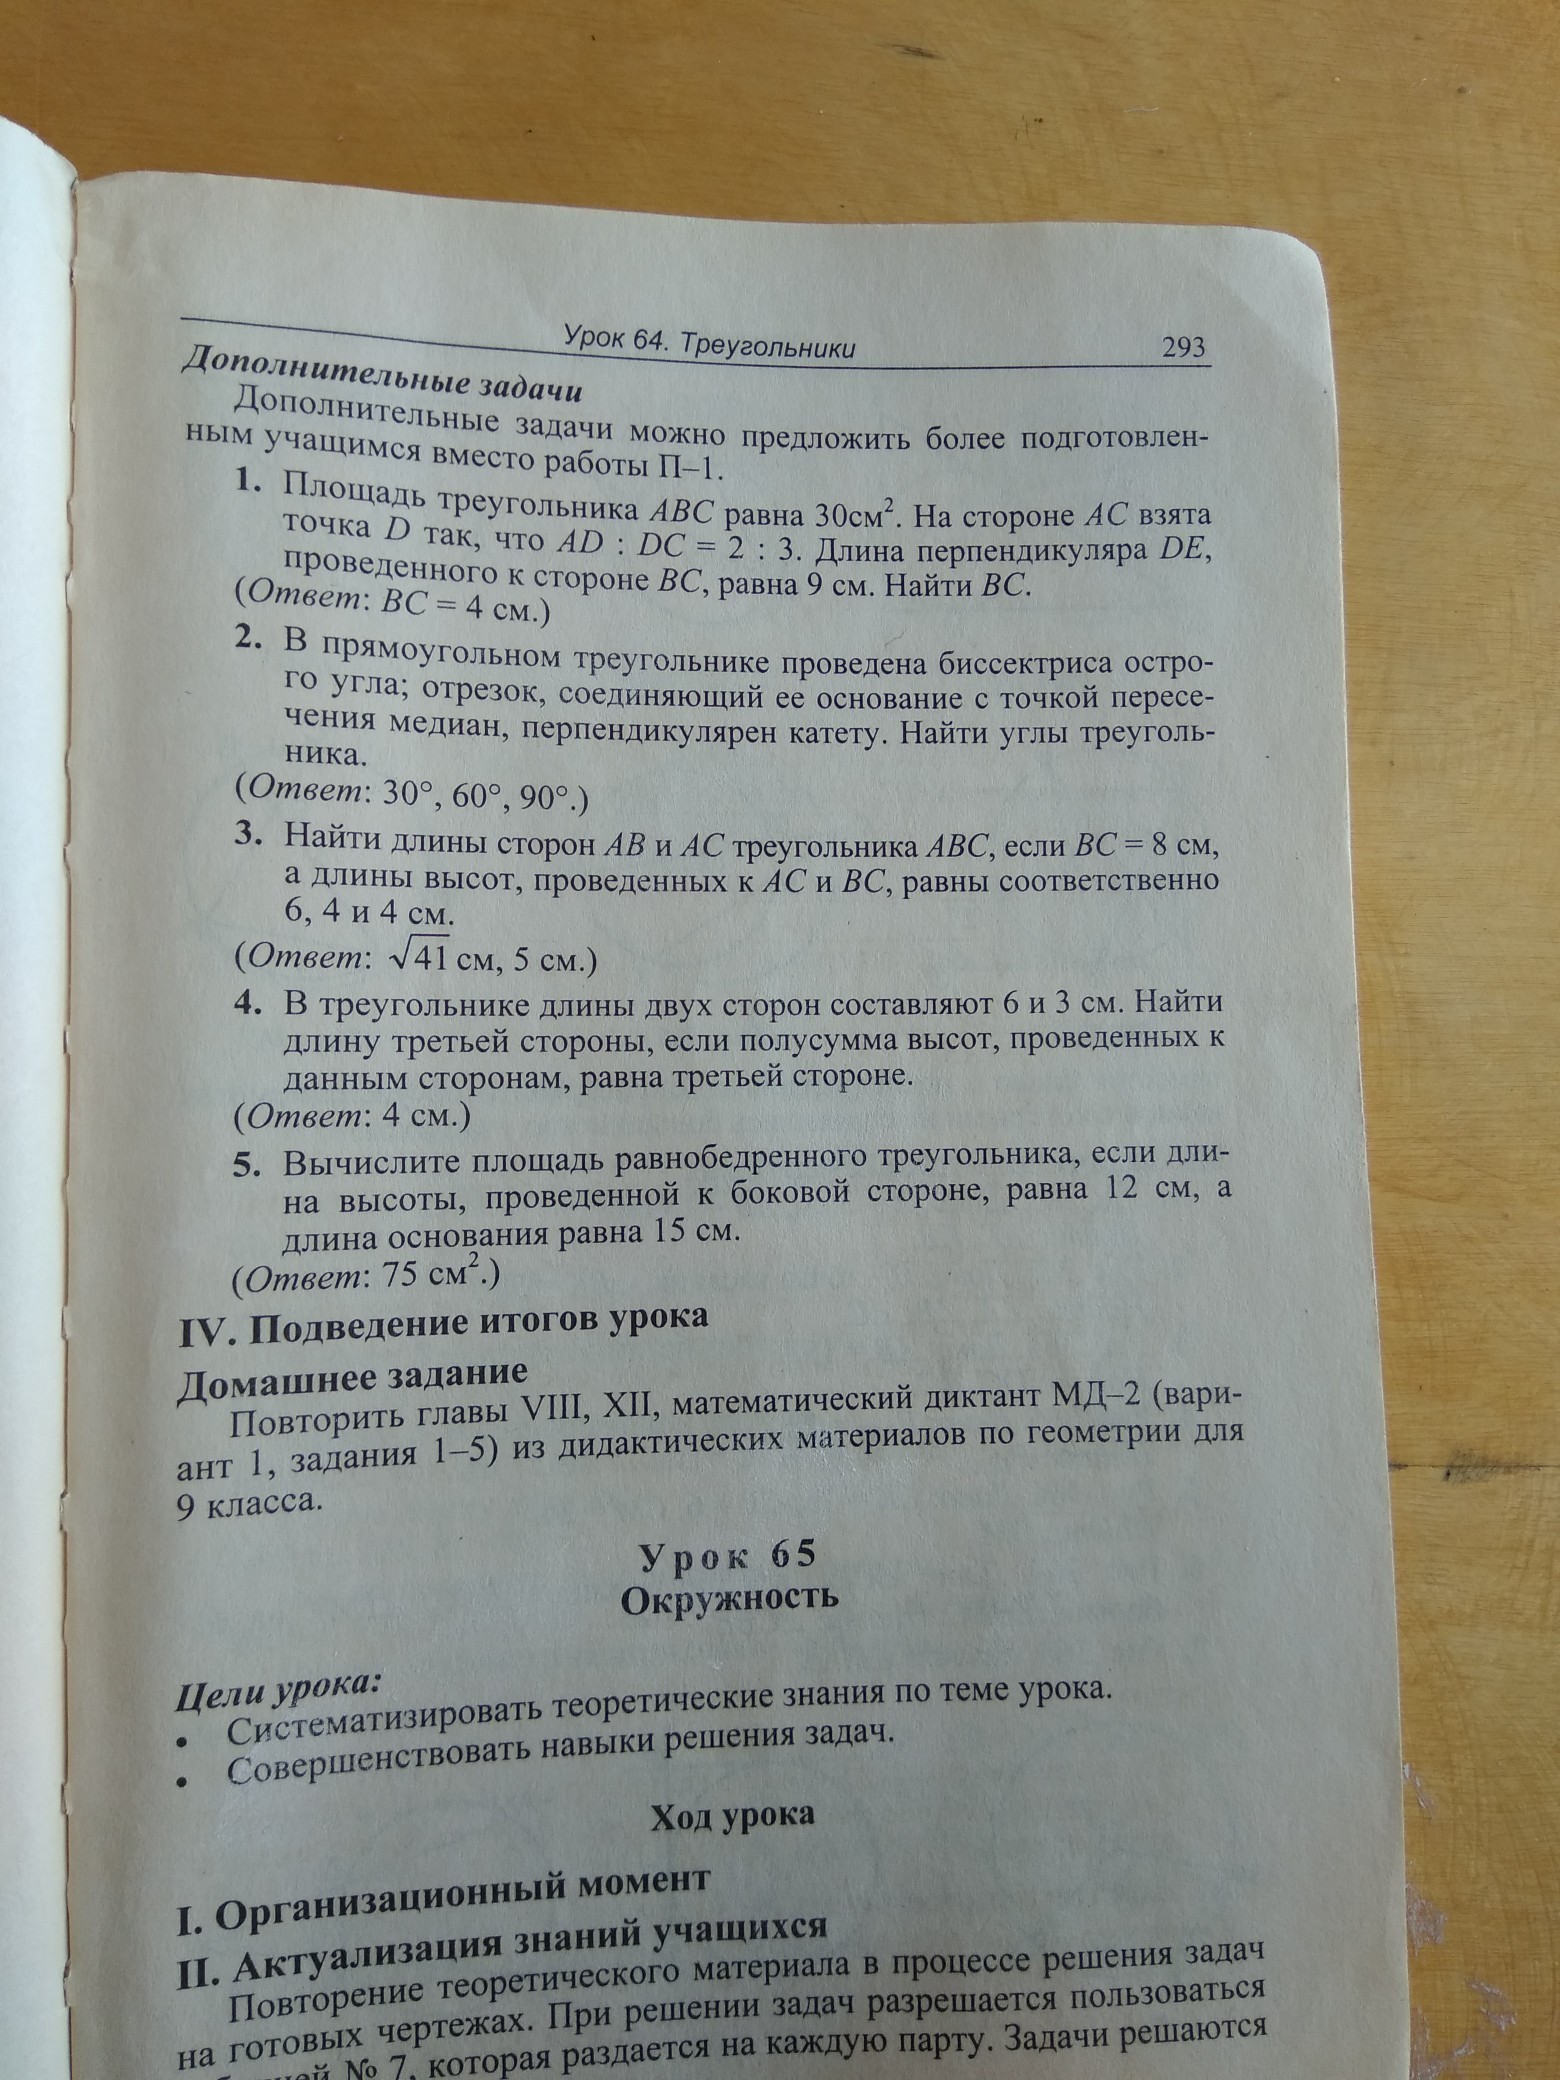 Урок 64. Треугольники 293
Дополнительные задачи
Дополнительные задачи можно предложить более подготовлен-
ным учащимся вместо работы П–1.
1. Площадь треугольника ABC равна 30см². На стороне AC взята
точка D так, что AD : DC = 2 : 3. Длина перпендикуляра DE,
проведенного к стороне BC, равна 9 см. Найти BC.
(Ответ: BC = 4 см.)
2. В прямоугольном треугольнике проведена биссектриса остро-
го угла; отрезок, соединяющий ее основание с точкой пересе-
чения медиан, перпендикулярен катету. Найти углы треуголь-
ника.
(Ответ: 30°, 60°, 90°.)
3. Найти длины сторон AB и AC треугольника ABC, если BC = 8 см,
а длины высот, проведенных к AC и BC, равны соответственно
6, 4 и 4 см.
(Ответ: √41 см, 5 см.)
4. В треугольнике длины двух сторон составляют 6 и 3 см. Найти
длину третьей стороны, если полусумма высот, проведенных к
данным сторонам, равна третьей стороне.
(Ответ: 4 см.)
5. Вычислите площадь равнобедренного треугольника, если дли-
на высоты, проведенной к боковой стороне, равна 12 см, а
длина основания равна 15 см.
(Ответ: 75 см².)
IV. Подведение итогов урока
Домашнее задание
Повторить главы VIII, XII, математический диктант МД–2 (вари-
ант 1, задания 1–5) из дидактических материалов по геометрии для
9 класса.
Урок 65
Окружность
Цели урока:
• Систематизировать теоретические знания по теме урока.
• Совершенствовать навыки решения задач.
Ход урока
I. Организационный момент
II. Актуализация знаний учащихся
Повторение теоретического материала в процессе решения задач
на готовых чертежах. При решении задач разрешается пользоваться
№ 7, которая раздается на каждую парту. Задачи решаются